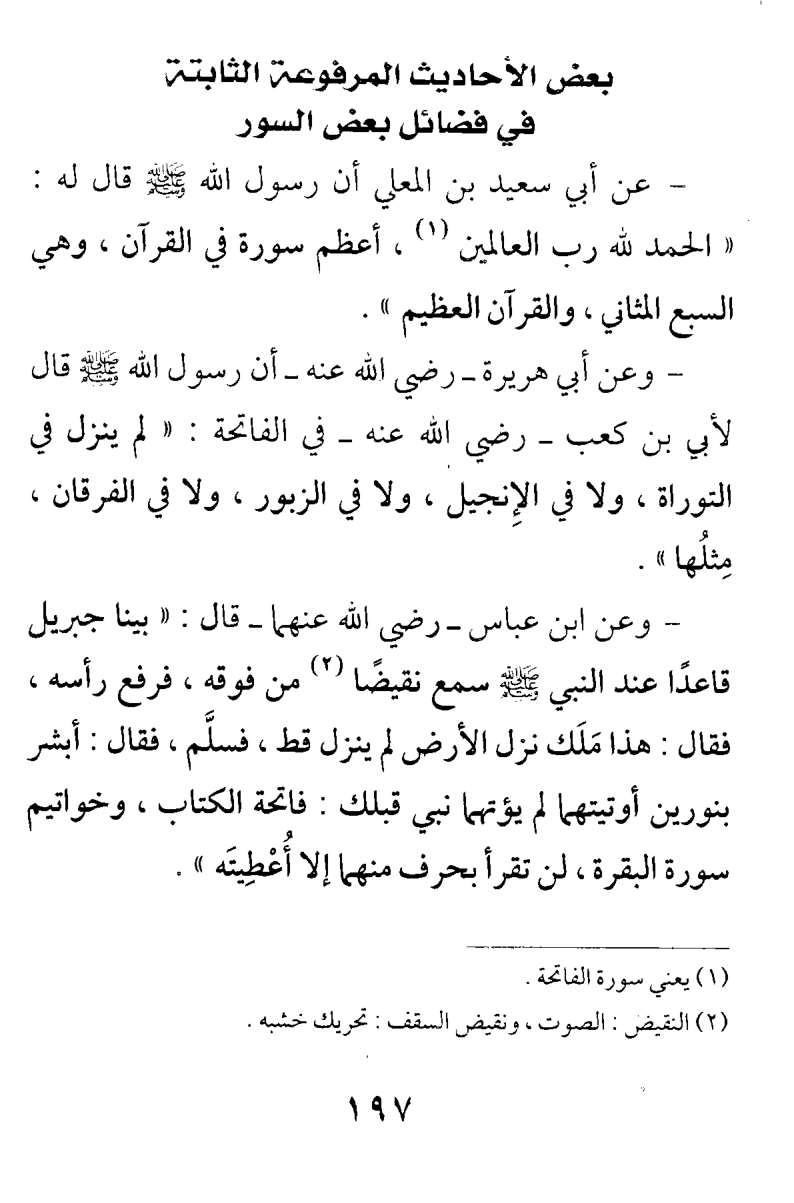 بعض الأحاديث المرفوعة الثابتة
في فضائل بعض السور
- عن أبي سعيد بن المعلي أن رسول الله ﷺ قال له :
« الحمد لله رب العالمين (١) ، أعظم سورة في القرآن ، وهي
السبع المثاني ، والقرآن العظيم » .
- وعن أبي هريرة ـ رضي الله عنه ـ أن رسول الله ﷺ قال
لأبي بن كعب ـ رضي الله عنه ـ في الفاتحة : « لم ينزل في
التوراة ، ولا في الإِنجيل ، ولا في الزبور ، ولا في الفرقان ،
مِثلُها » .
- وعن ابن عباس ـ رضي الله عنهما ـ قال : « بينا جبريل
قاعدًا عند النبي ﷺ سمع نقيضًا (٢) من فوقه ، فرفع رأسه ،
فقال : هذا مَلَك نزل الأرض لم ينزل قط ، فسلَّم ، فقال : أبشر
بنورين أوتيتهما لم يؤتهما نبي قبلك : فاتحة الكتاب ، وخواتيم
سورة البقرة ، لن تقرأ بحرف منهما إلا أُعْطِيتَه » .
(١) يعني سورة الفاتحة .
(٢) النقيض : الصوت ، ونقيض السقف : تحريك خشبه .
١٩٧